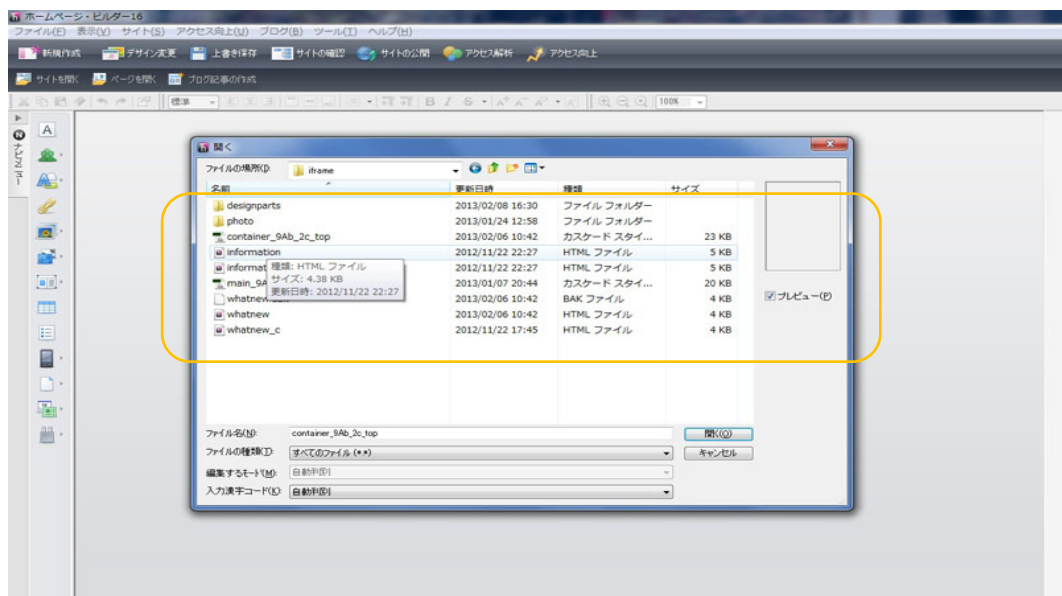 ホームページ・ビルダー16
ファイル(F) 表示(V) サイト(S) アクセス向上(U) ブログ(B) ツール(T) ヘルプ(H)
新規作成 デザイン変更 上書き保存 サイトの確認 サイトの公開 アクセス解析 アクセス向上
サイトを開く ページを開く ブログ記事の作成
標準 B I S A A A 100%
ナビメニュー
開く
ファイルの場所(I): iframe
名前 更新日時 種類 サイズ
designparts 2013/02/08 16:30 ファイル フォルダー
photo 2013/01/24 12:58 ファイル フォルダー
container_9Ab_2c_top 2013/02/06 10:42 カスケード スタイ... 23 KB
information 2012/11/22 22:27 HTML ファイル 5 KB
informat 2012/11/22 22:27 HTML ファイル 5 KB
種類: HTML ファイル
サイズ: 4.38 KB
更新日時: 2012/11/22 22:27
main_9A 2013/01/07 20:44 カスケード スタイ... 20 KB
whatnew 2013/02/06 10:42 BAK ファイル 4 KB
whatnew 2013/02/06 10:42 HTML ファイル 4 KB
whatnew_c 2012/11/22 17:45 HTML ファイル 4 KB
プレビュー(P)
ファイル名(N): container_9Ab_2c_top 開く(O)
ファイルの種類(T): すべてのファイル (*.*) キャンセル
編集するモード(M): 自動判別
入力漢字コード(K): 自動判別